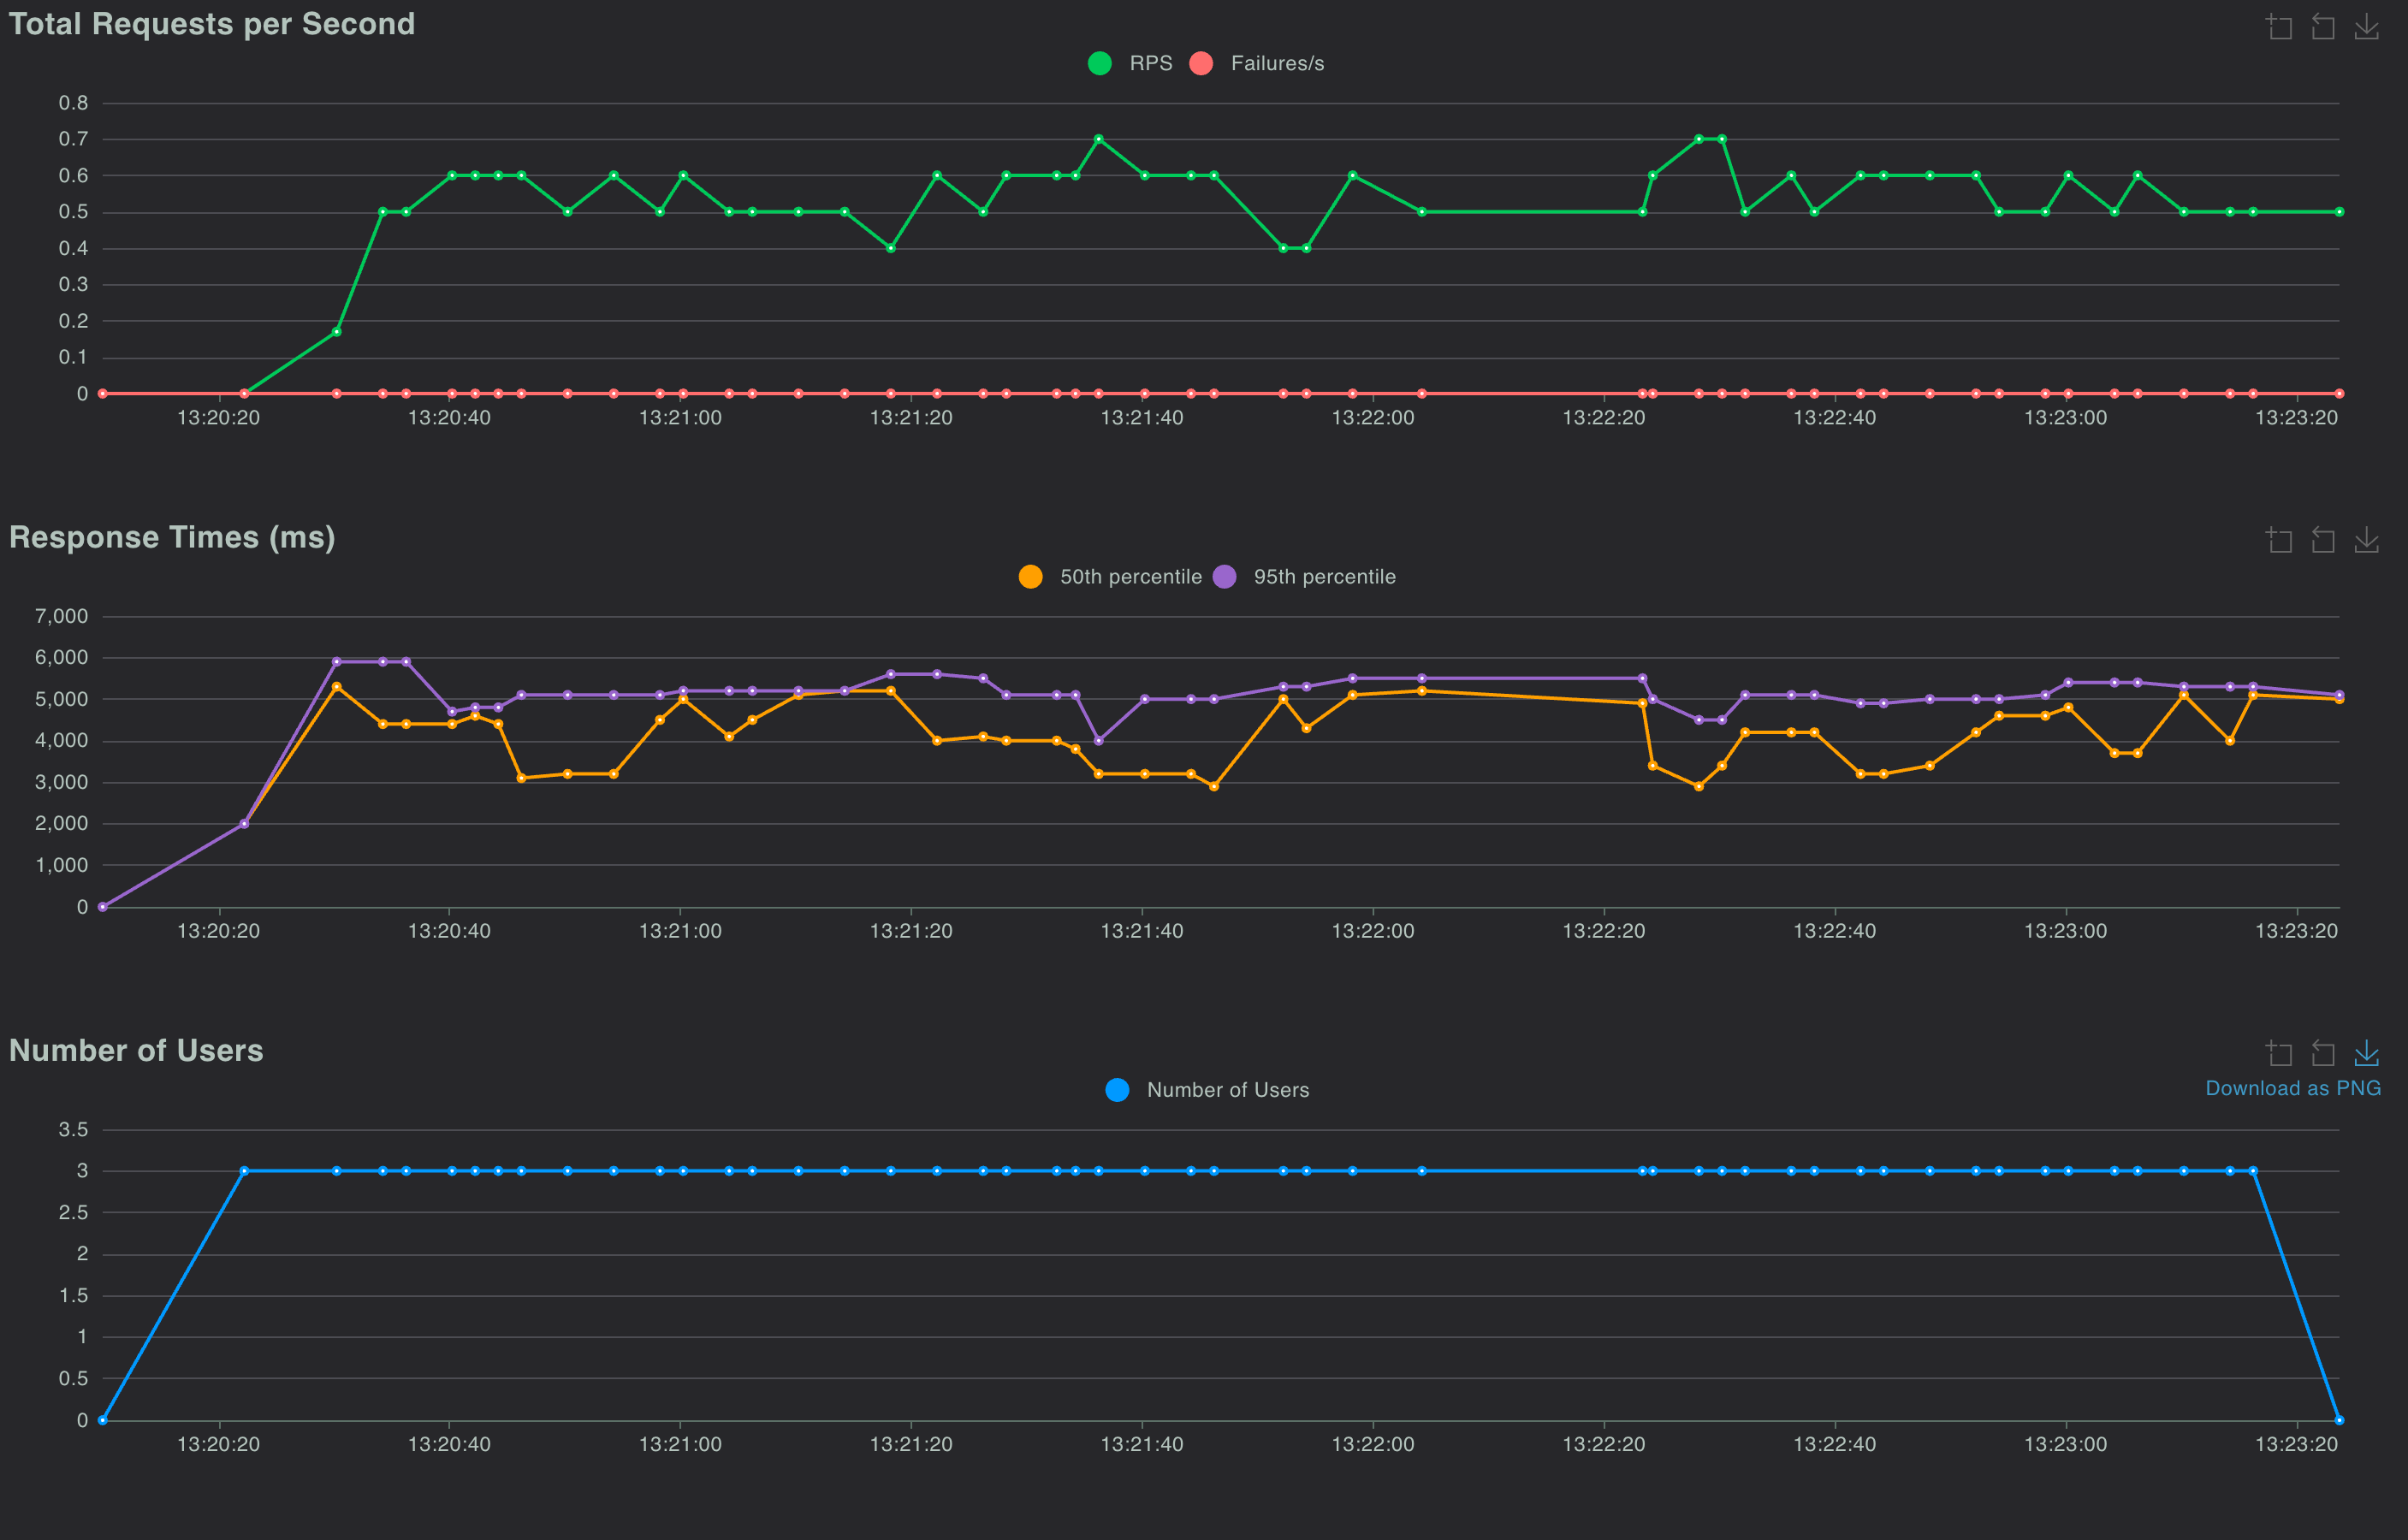 Total Requests per Second
RPS Failures/s
0.8
0.7
0.6
0.5
0.4
0.3
0.2
0.1
0
13:20:20 13:20:40 13:21:00 13:21:20 13:21:40 13:22:00 13:22:20 13:22:40 13:23:00 13:23:20
Response Times (ms)
50th percentile 95th percentile
7,000
6,000
5,000
4,000
3,000
2,000
1,000
0
13:20:20 13:20:40 13:21:00 13:21:20 13:21:40 13:22:00 13:22:20 13:22:40 13:23:00 13:23:20
Number of Users
Download as PNG
Number of Users
3.5
3
2.5
2
1.5
1
0.5
0
13:20:20 13:20:40 13:21:00 13:21:20 13:21:40 13:22:00 13:22:20 13:22:40 13:23:00 13:23:20